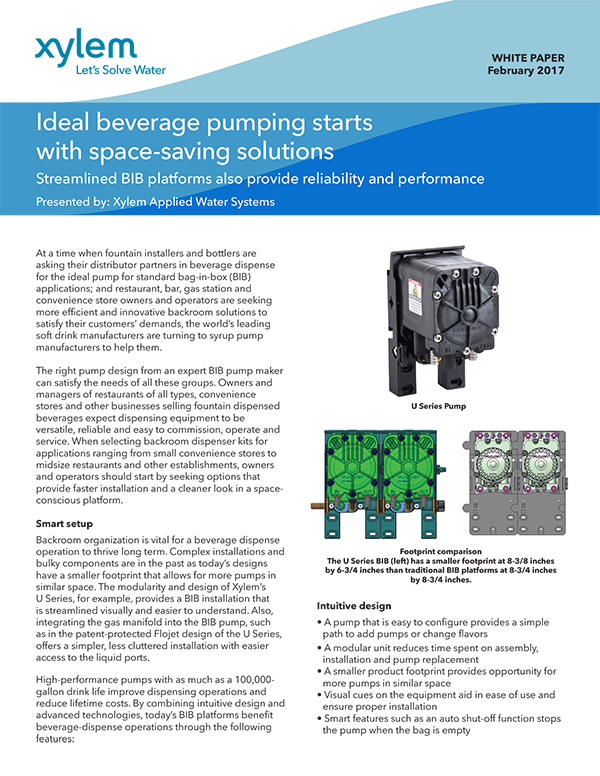 xylem
Let's Solve Water
WHITE PAPER
February 2017
Ideal beverage pumping starts
with space-saving solutions
Streamlined BIB platforms also provide reliability and performance
Presented by: Xylem Applied Water Systems
At a time when fountain installers and bottlers are
asking their distributor partners in beverage dispense
for the ideal pump for standard bag-in-box (BIB)
applications; and restaurant, bar, gas station and
convenience store owners and operators are seeking
more efficient and innovative backroom solutions to
satisfy their customers' demands, the world's leading
soft drink manufacturers are turning to syrup pump
manufacturers to help them.
The right pump design from an expert BIB pump maker
can satisfy the needs of all these groups. Owners and
managers of restaurants of all types, convenience
stores and other businesses selling fountain dispensed
beverages expect dispensing equipment to be
versatile, reliable and easy to commission, operate and
service. When selecting backroom dispenser kits for
applications ranging from small convenience stores to
midsize restaurants and other establishments, owners
and operators should start by seeking options that
provide faster installation and a cleaner look in a space-
conscious platform.
Smart setup
Backroom organization is vital for a beverage dispense
operation to thrive long term. Complex installations and
bulky components are in the past as today's designs
have a smaller footprint that allows for more pumps in
similar space. The modularity and design of Xylem's
U Series, for example, provides a BIB installation that
is streamlined visually and easier to understand. Also,
integrating the gas manifold into the BIB pump, such
as in the patent-protected Flojet design of the U Series,
offers a simpler, less cluttered installation with easier
access to the liquid ports.
High-performance pumps with as much as a 100,000-
gallon drink life improve dispensing operations and
reduce lifetime costs. By combining intuitive design and
advanced technologies, today's BIB platforms benefit
beverage-dispense operations through the following
features:
U Series Pump
Footprint comparison
The U Series BIB (left) has a smaller footprint at 8-3/8 inches
by 6-3/4 inches than traditional BIB platforms at 8-3/4 inches
by 8-3/4 inches.
Intuitive design
• A pump that is easy to configure provides a simple
path to add pumps or change flavors
• A modular unit reduces time spent on assembly,
installation and pump replacement
• A smaller product footprint provides opportunity for
more pumps in similar space
• Visual cues on the equipment aid in ease of use and
ensure proper installation
• Smart features such as an auto shut-off function stops
the pump when the bag is empty